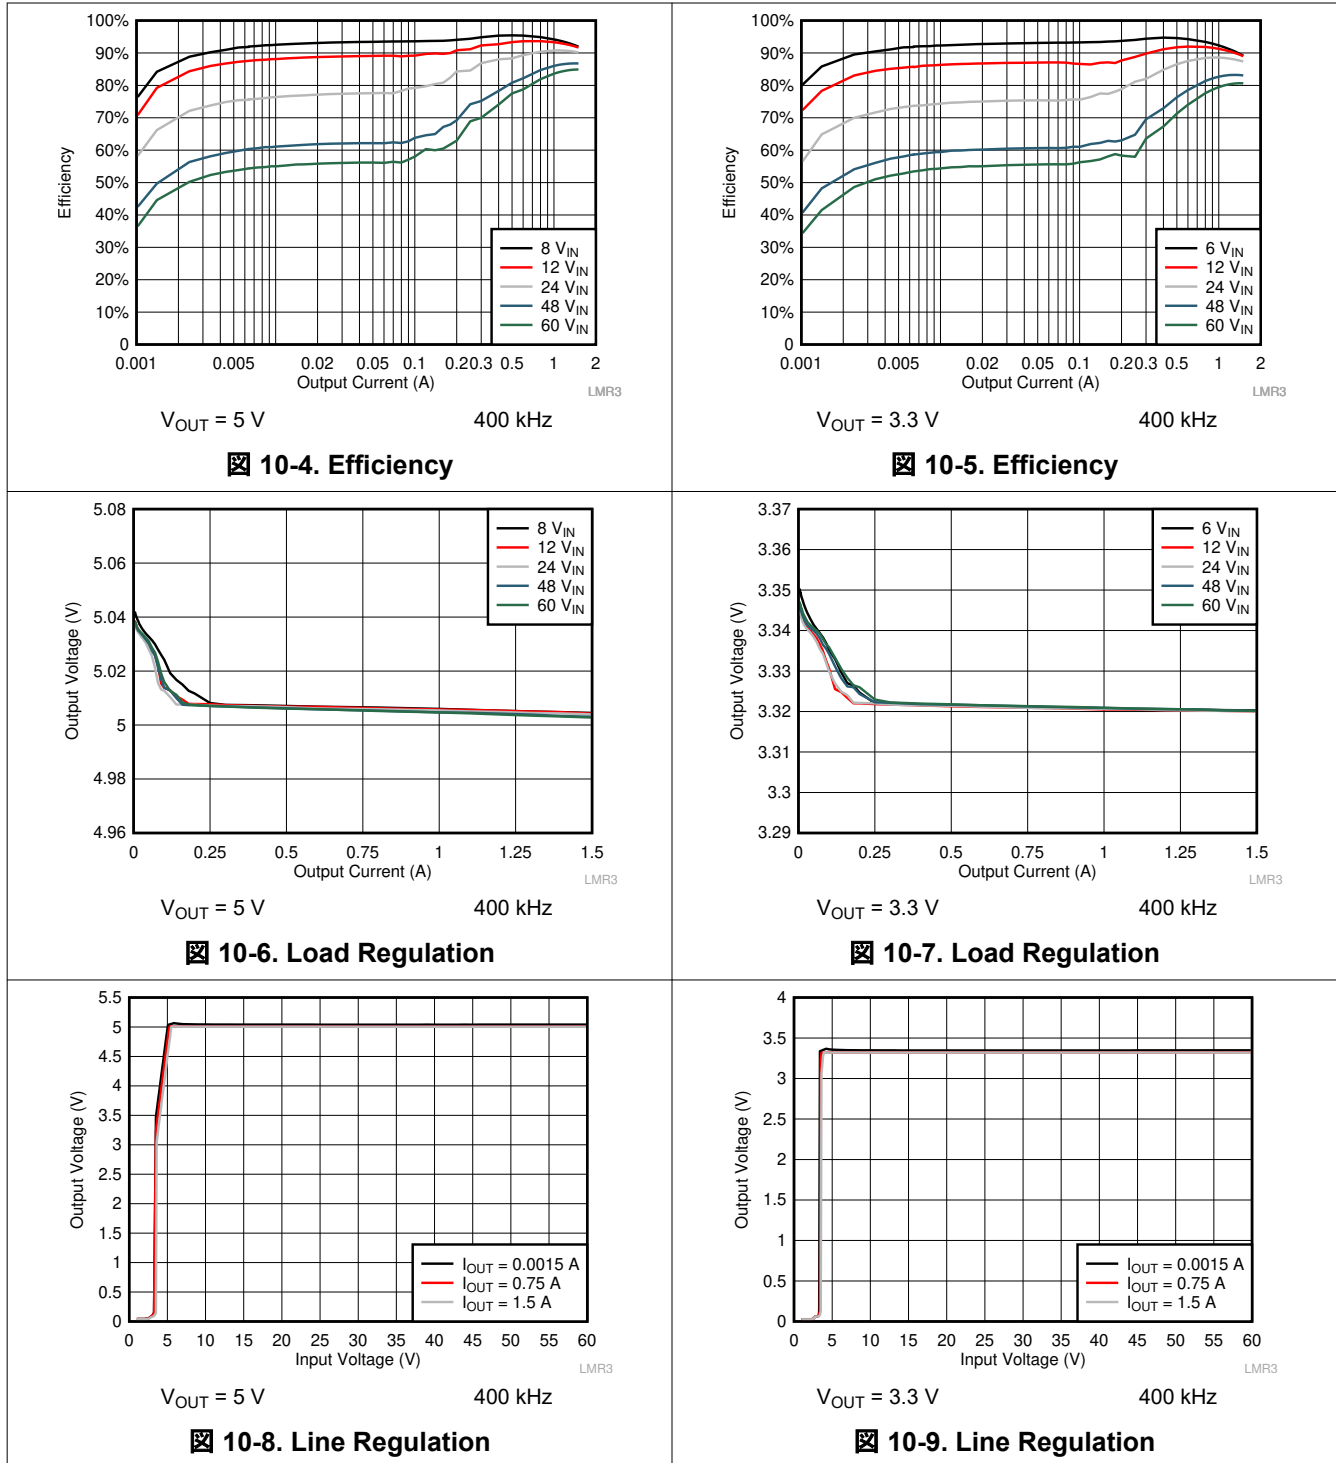 100%
90%
80%
70%
60%
50%
40%
30%
20%
10%
0
Efficiency
8 VIN
12 VIN
24 VIN
48 VIN
60 VIN
0.001 0.005 0.02 0.05 0.1 0.20.3 0.5 1 2
Output Current (A)
LMR3
VOUT = 5 V 400 kHz
図 10-4. Efficiency
100%
90%
80%
70%
60%
50%
40%
30%
20%
10%
0
Efficiency
6 VIN
12 VIN
24 VIN
48 VIN
60 VIN
0.001 0.005 0.02 0.05 0.1 0.20.3 0.5 1 2
Output Current (A)
LMR3
VOUT = 3.3 V 400 kHz
図 10-5. Efficiency
5.08
5.06
5.04
5.02
5
4.98
4.96
Output Voltage (V)
8 VIN
12 VIN
24 VIN
48 VIN
60 VIN
0 0.25 0.5 0.75 1 1.25 1.5
Output Current (A)
LMR3
VOUT = 5 V 400 kHz
図 10-6. Load Regulation
3.37
3.36
3.35
3.34
3.33
3.32
3.31
3.3
3.29
Output Voltage (V)
6 VIN
12 VIN
24 VIN
48 VIN
60 VIN
0 0.25 0.5 0.75 1 1.25 1.5
Output Current (A)
LMR3
VOUT = 3.3 V 400 kHz
図 10-7. Load Regulation
5.5
5
4.5
4
3.5
3
2.5
2
1.5
1
0.5
0
Output Voltage (V)
IOUT = 0.0015 A
IOUT = 0.75 A
IOUT = 1.5 A
0 5 10 15 20 25 30 35 40 45 50 55 60
Input Voltage (V)
LMR3
VOUT = 5 V 400 kHz
図 10-8. Line Regulation
4
3.5
3
2.5
2
1.5
1
0.5
0
Output Voltage (V)
IOUT = 0.0015 A
IOUT = 0.75 A
IOUT = 1.5 A
0 5 10 15 20 25 30 35 40 45 50 55 60
Input Voltage (V)
LMR3
VOUT = 3.3 V 400 kHz
図 10-9. Line Regulation